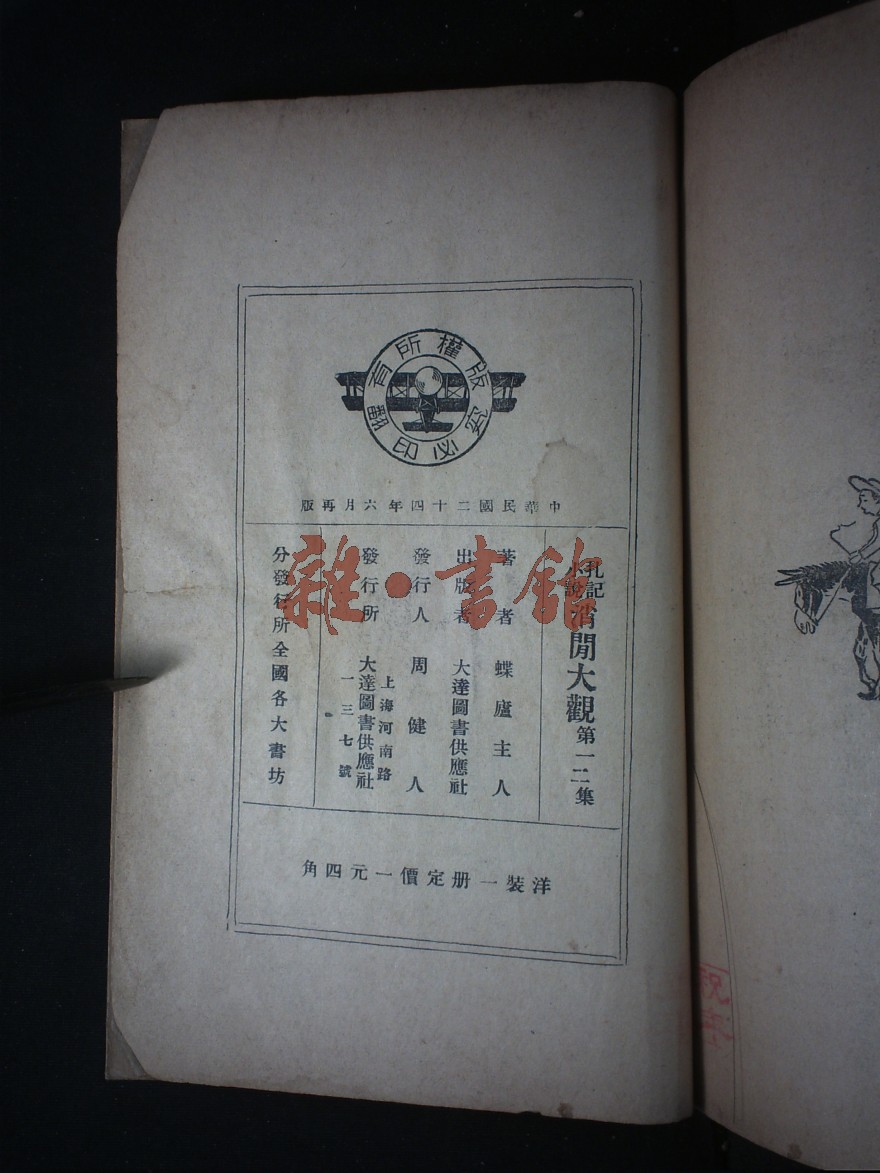 版權所有
翻印必究
中華民國二十四年六月再版
札記小說 消閒大觀 第一二集
著者 蝶廬主人
出版者 大達圖書供應社
發行人 周健人
發行所 上海河南路
大達圖書供應社
一三七號
分發行所全國各大書坊
洋裝一册定價一元四角
雜·書館